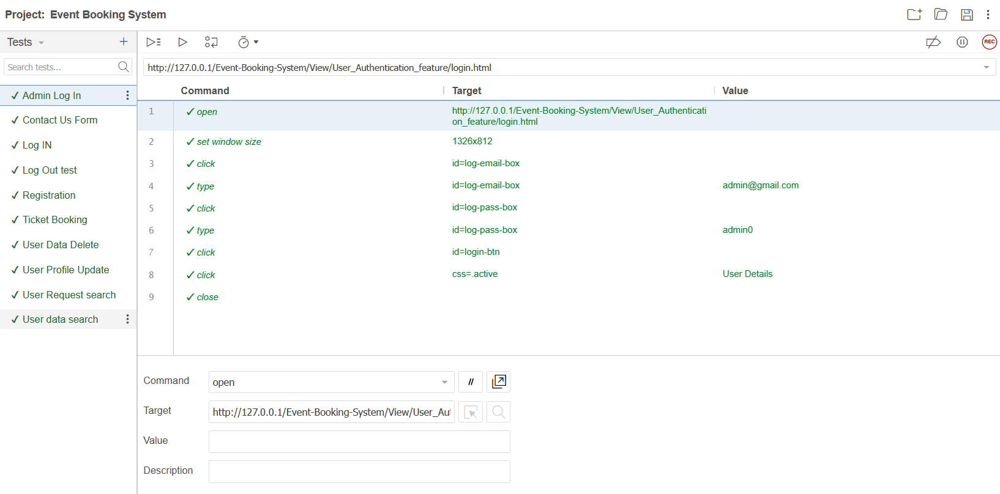 Project: Event Booking System
Tests
+
Search tests...
http://127.0.0.1/Event-Booking-System/View/User_Authentication_feature/login.html
REC
Admin Log In
Contact Us Form
Log IN
Log Out test
Registration
Ticket Booking
User Data Delete
User Profile Update
User Request search
User data search
Command Target Value
1 open http://127.0.0.1/Event-Booking-System/View/User_Authenticati
on_feature/login.html
2 set window size 1326x812
3 click id=log-email-box
4 type id=log-email-box admin@gmail.com
5 click id=log-pass-box
6 type id=log-pass-box admin0
7 click id=login-btn
8 click css=.active User Details
9 close
Command open //
Target http://127.0.0.1/Event-Booking-System/View/User_Aut
Value
Description